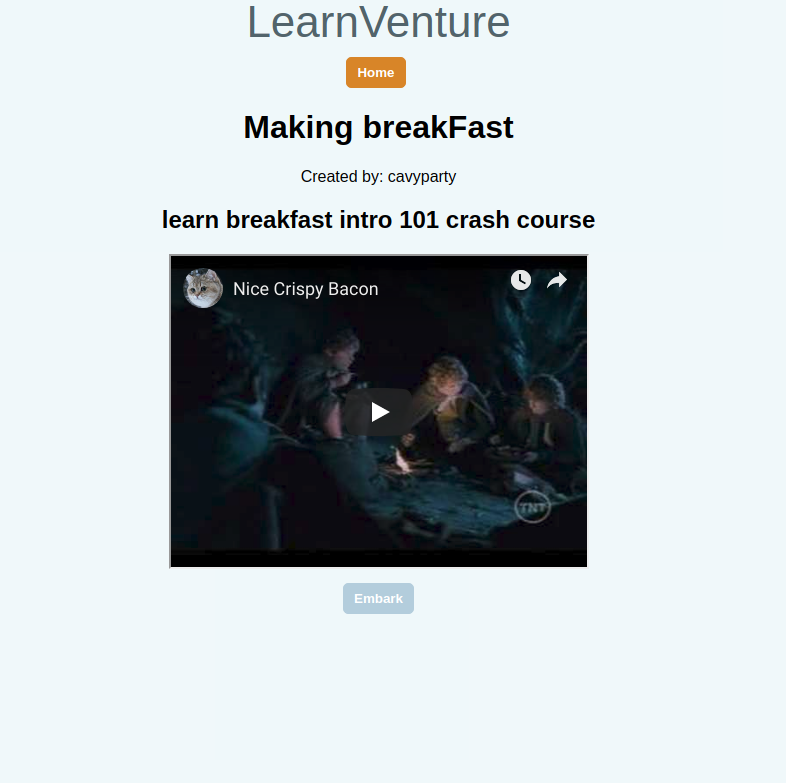 LearnVenture
Home
Making breakFast
Created by: cavyparty
learn breakfast intro 101 crash course
Nice Crispy Bacon
TNT
Embark